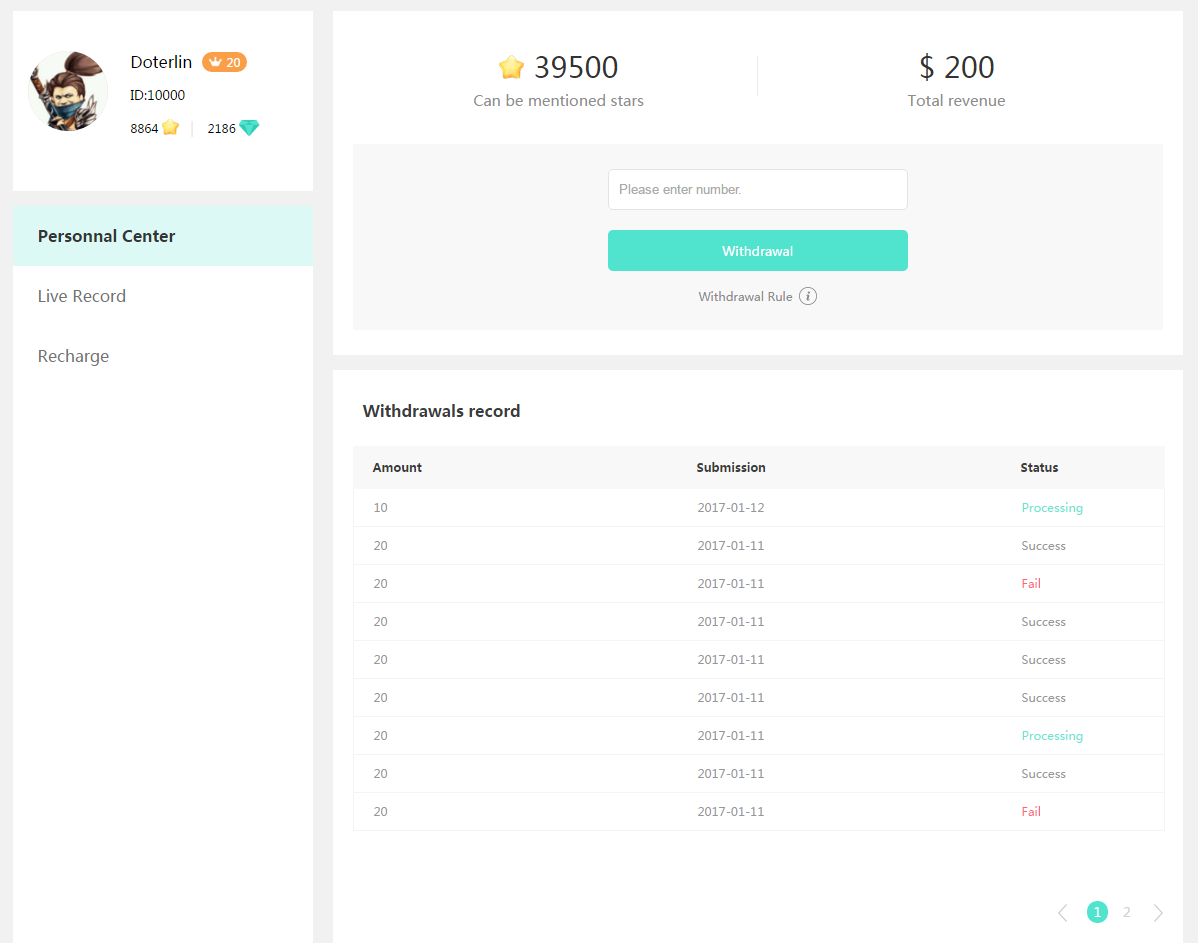 Doterlin 20
ID:10000
8864 2186
Personnal Center
Live Record
Recharge
39500
Can be mentioned stars
$ 200
Total revenue
Please enter number.
Withdrawal
Withdrawal Rule i
Withdrawals record
Amount Submission Status
10 2017-01-12 Processing
20 2017-01-11 Success
20 2017-01-11 Fail
20 2017-01-11 Success
20 2017-01-11 Success
20 2017-01-11 Success
20 2017-01-11 Processing
20 2017-01-11 Success
20 2017-01-11 Fail
1 2